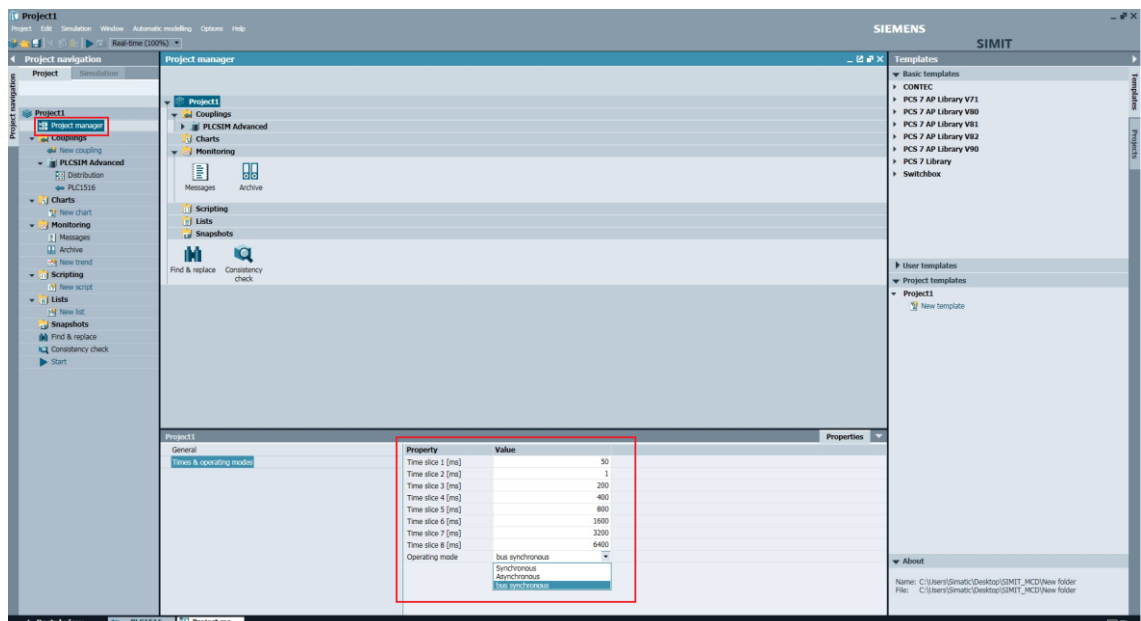 Project1
Project Edit Simulation Window Automatic modelling Options Help
SIEMENS
Real-time (100%)
SIMIT
Project navigation
Project Simulation
Project navigation
Project1
Project manager
Couplings
New coupling
PLCSIM Advanced
Distribution
PLC1516
Charts
New chart
Monitoring
Messages
Archive
New trend
Scripting
New script
Lists
New list
Snapshots
Find & replace
Consistency check
Start
Project manager
Project1
Couplings
PLCSIM Advanced
Charts
Monitoring
Messages Archive
Scripting
Lists
Snapshots
Find & replace Consistency
check
Project1
Properties
General
Times & operating modes
Property Value
Time slice 1 [ms] 50
Time slice 2 [ms] 1
Time slice 3 [ms] 200
Time slice 4 [ms] 400
Time slice 5 [ms] 800
Time slice 6 [ms] 1600
Time slice 7 [ms] 3200
Time slice 8 [ms] 6400
Operating mode bus synchronous
Synchronous
Asynchronous
bus synchronous
Templates
Basic templates
CONTEC
PCS 7 AP Library V71
PCS 7 AP Library V80
PCS 7 AP Library V81
PCS 7 AP Library V82
PCS 7 AP Library V90
PCS 7 Library
Switchbox
User templates
Project templates
Project1
New template
About
Name: C:\Users\Simatic\Desktop\SIMIT_MCD\New folder
File: C:\Users\Simatic\Desktop\SIMIT_MCD\New folder
Templates
Projects